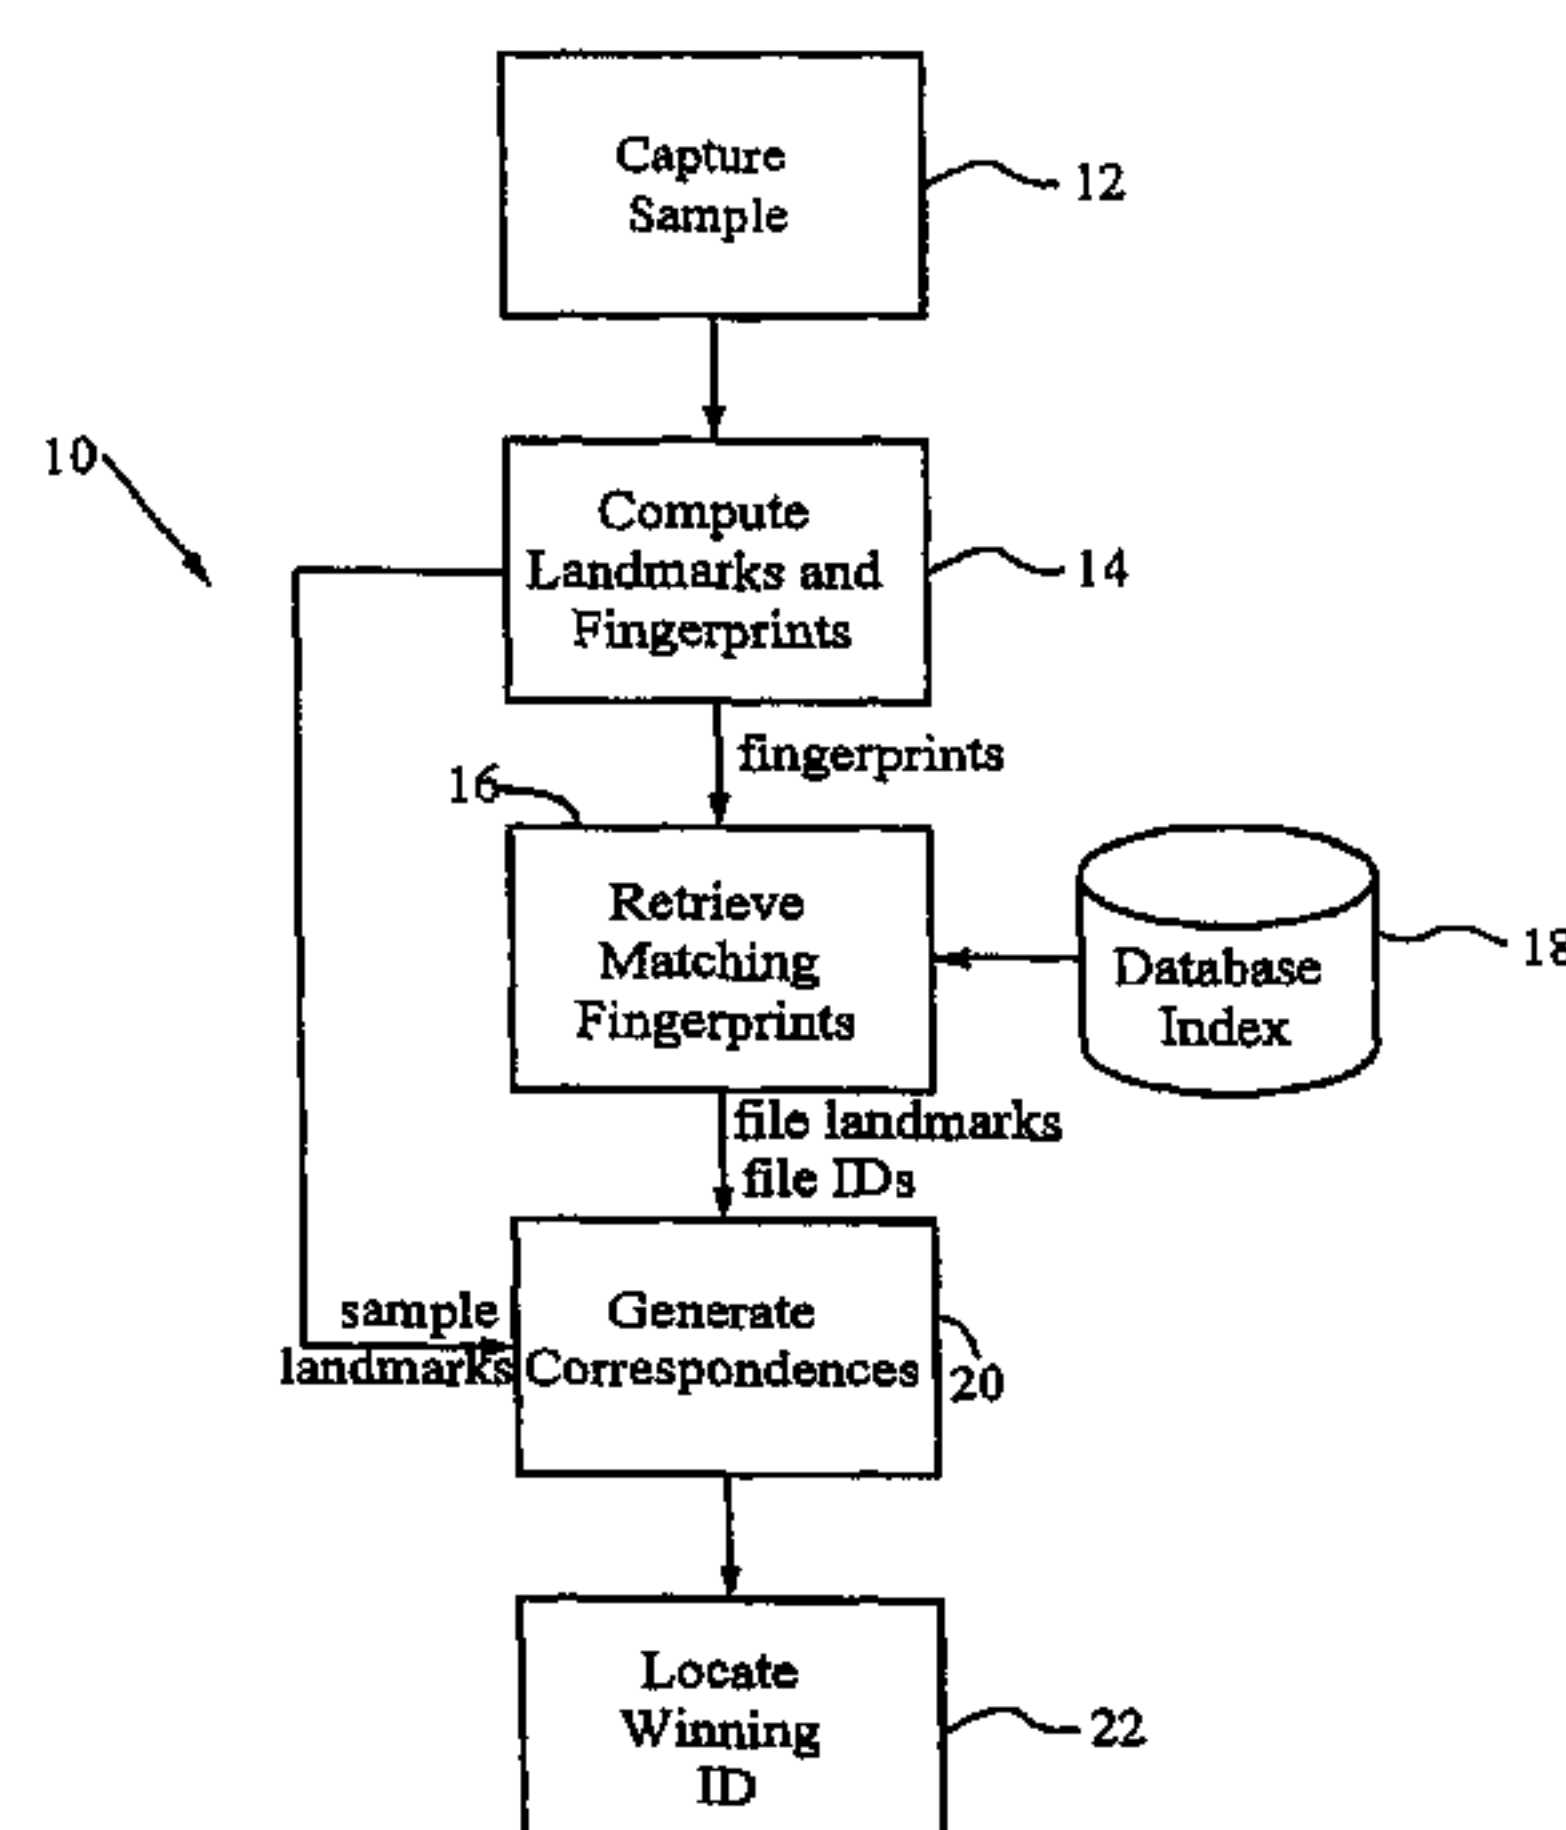 Capture
Sample
12
10
Compute
Landmarks and
Fingerprints
14
fingerprints
16
Retrieve
Matching
Fingerprints
Database
Index
18
file landmarks
file IDs
sample
landmarks
Generate
Correspondences
20
Locate
Winning
ID
22